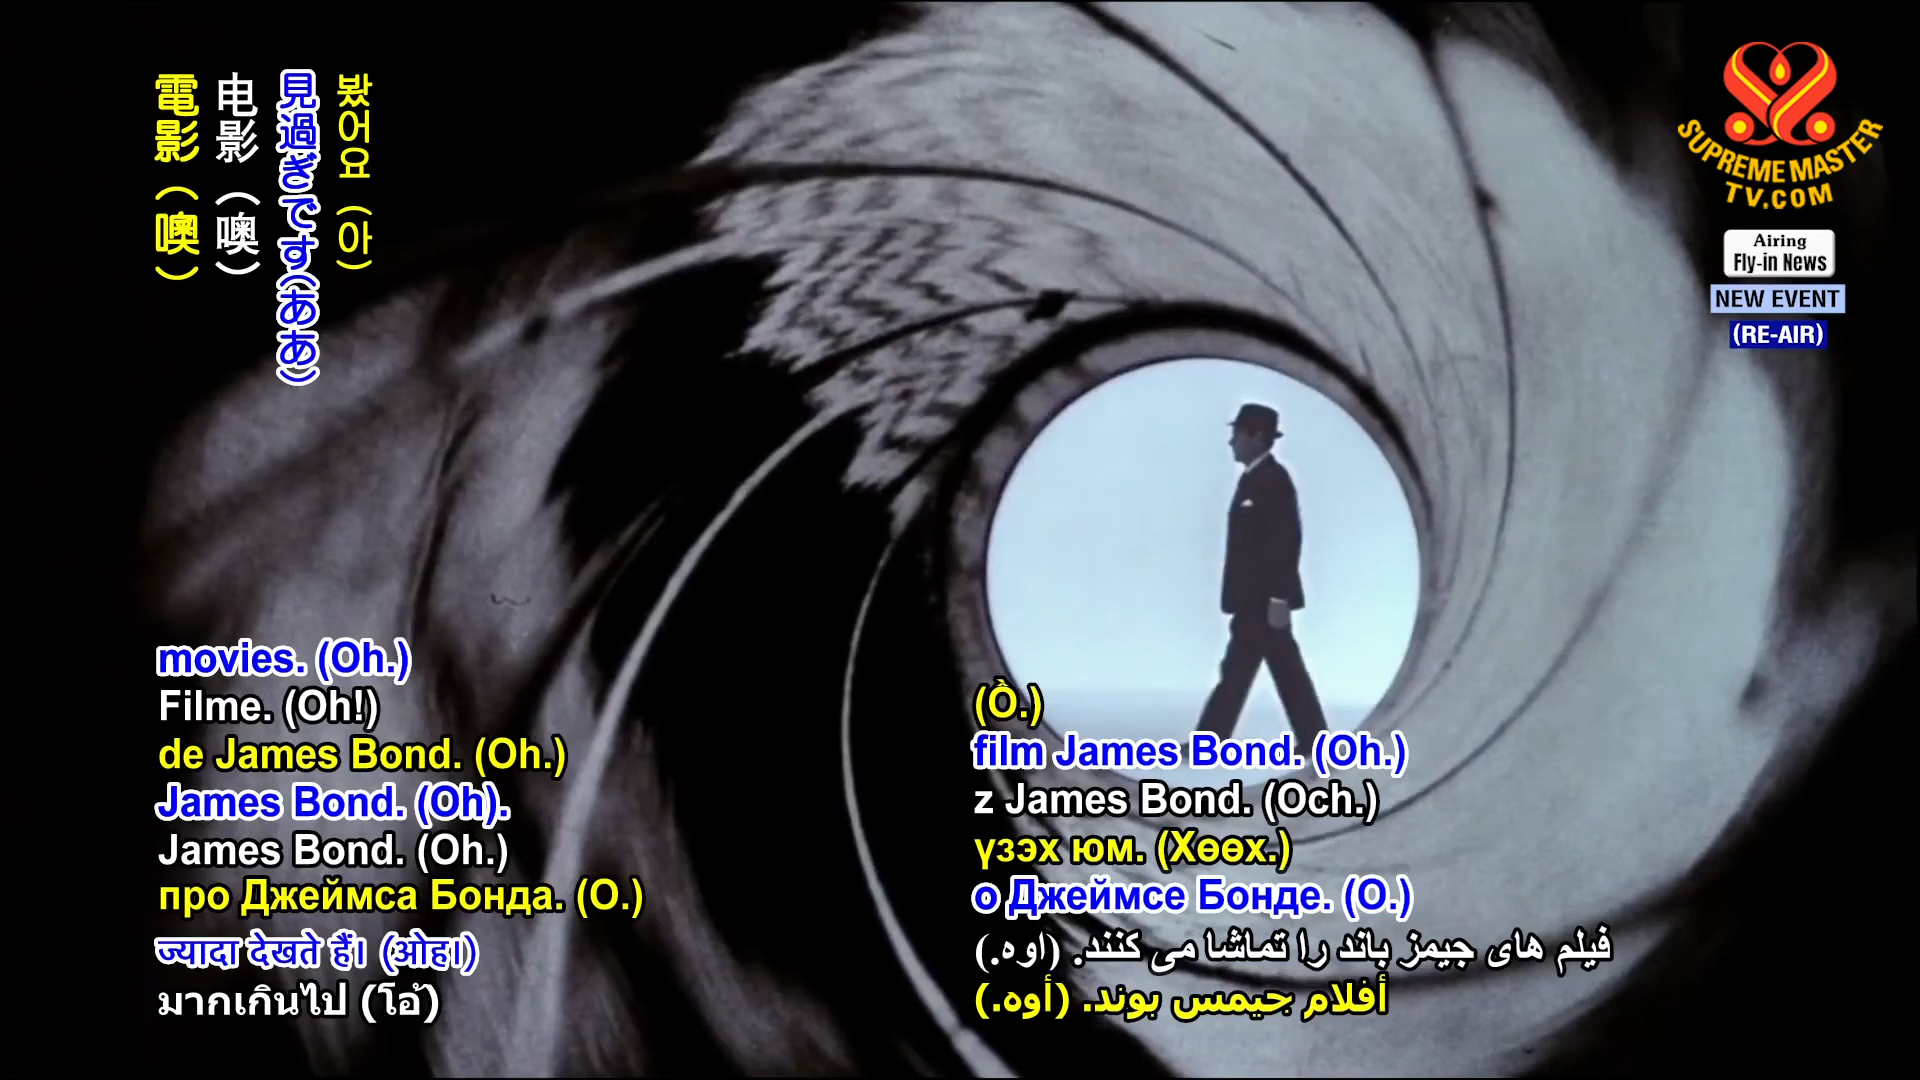 電影（噢）
电影（噢）
見過ぎです(ああ)
봤어요 (아)
SUPREME MASTER
TV.COM
Airing
Fly-in News
NEW EVENT
(RE-AIR)
movies. (Oh.)
Filme. (Oh!)
de James Bond. (Oh.)
James Bond. (Oh).
James Bond. (Oh.)
про Джеймса Бонда. (О.)
ज्यादा देखते हैं। (ओह।)
มากเกินไป (โอ้)
(Ồ.)
film James Bond. (Oh.)
z James Bond. (Och.)
үзэх юм. (Хөөх.)
о Джеймсе Бонде. (О.)
فیلم های جیمز باند را تماشا می کنند. (اوه.)
أفلام جيمس بوند. (أوه.)